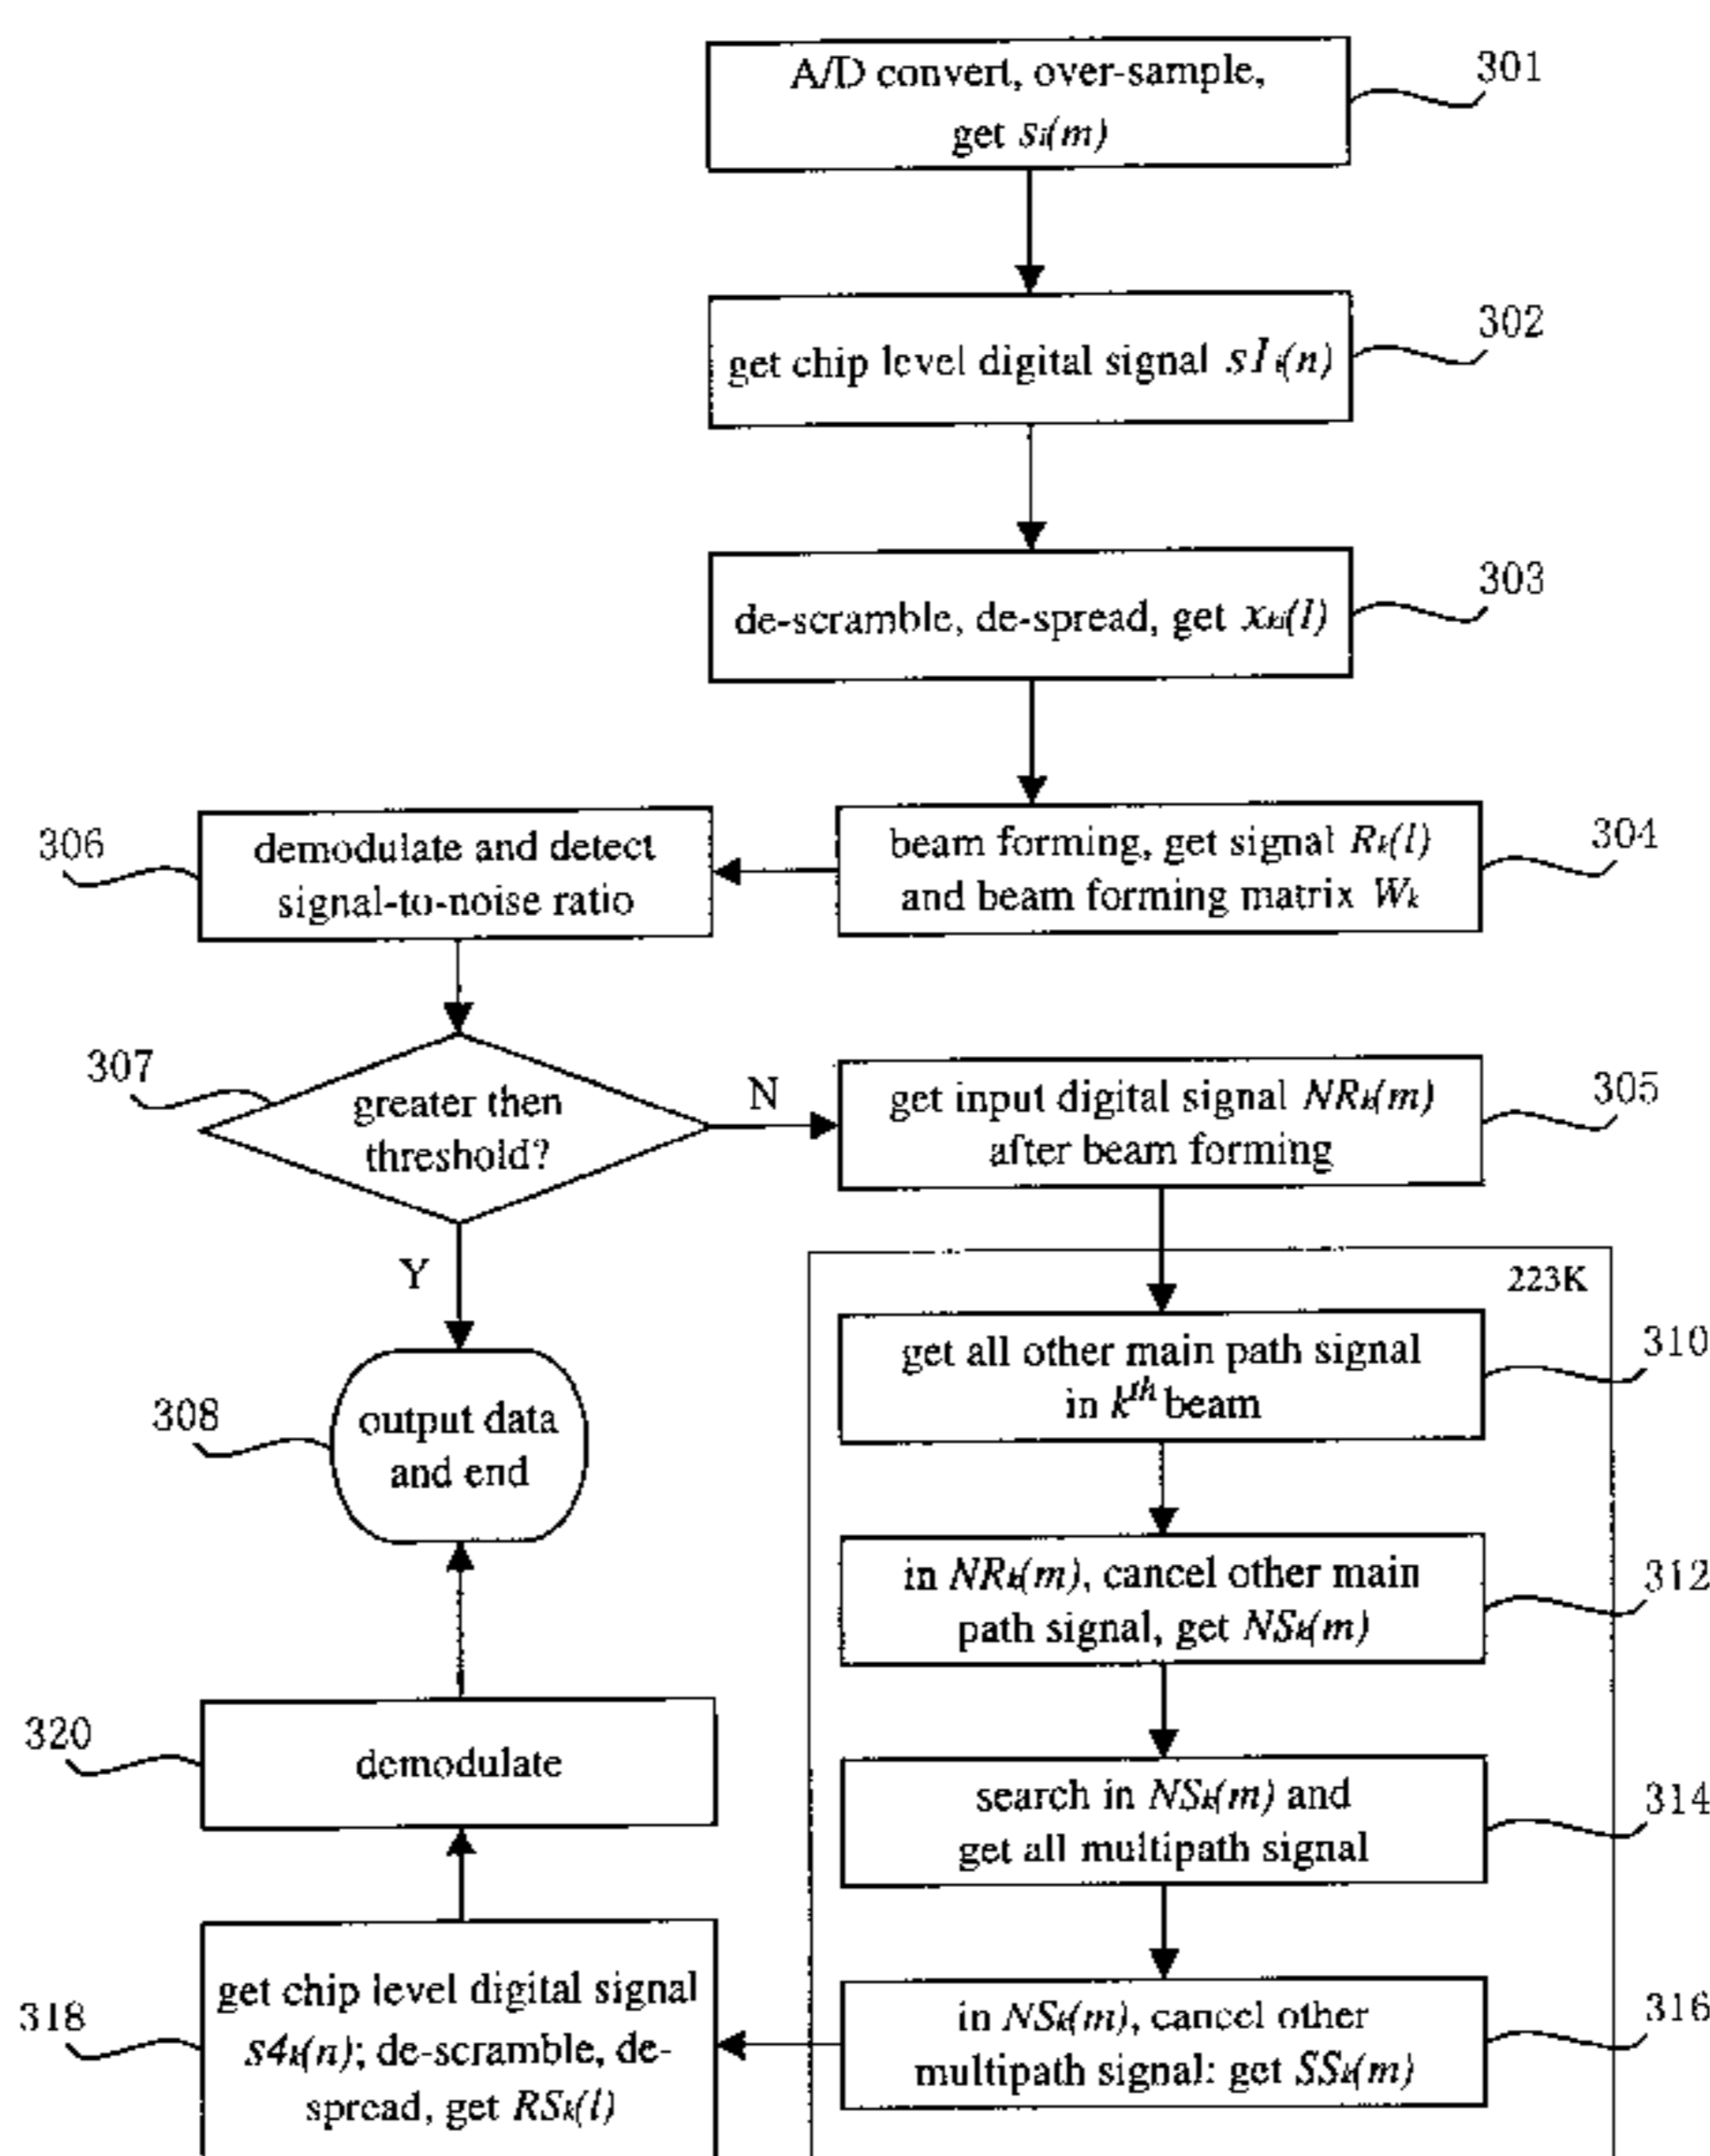 A/D convert, over-sample,
get si(m)
301
get chip level digital signal sli(n)
302
de-scramble, de-spread, get xki(l)
303
beam forming, get signal Rk(l)
and beam forming matrix Wk
304
demodulate and detect
signal-to-noise ratio
306
greater then
threshold?
307
N
Y
get input digital signal NRk(m)
after beam forming
305
223K
get all other main path signal
in kth beam
310
output data
and end
308
in NRk(m), cancel other main
path signal, get NSk(m)
312
demodulate
320
search in NSk(m) and
get all multipath signal
314
in NSk(m), cancel other
multipath signal: get SSk(m)
316
get chip level digital signal
s4k(n); de-scramble, de-
spread, get RSk(l)
318